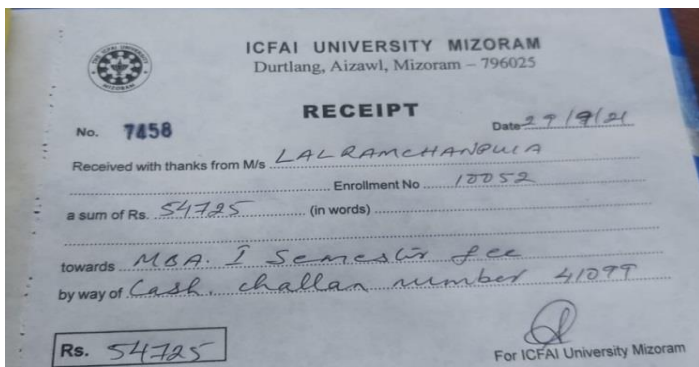 ICFAI UNIVERSITY MIZORAM
Durtlang, Aizawl, Mizoram – 796025
RECEIPT
No. 7458 Date 29/9/21
Received with thanks from M/s LALRAMCHANPUIA
Enrollment No 10052
a sum of Rs. 54725 (in words)
towards MBA. I Semester fee
by way of Cash. challan number 41099
Rs. 54725
For ICFAI University Mizoram